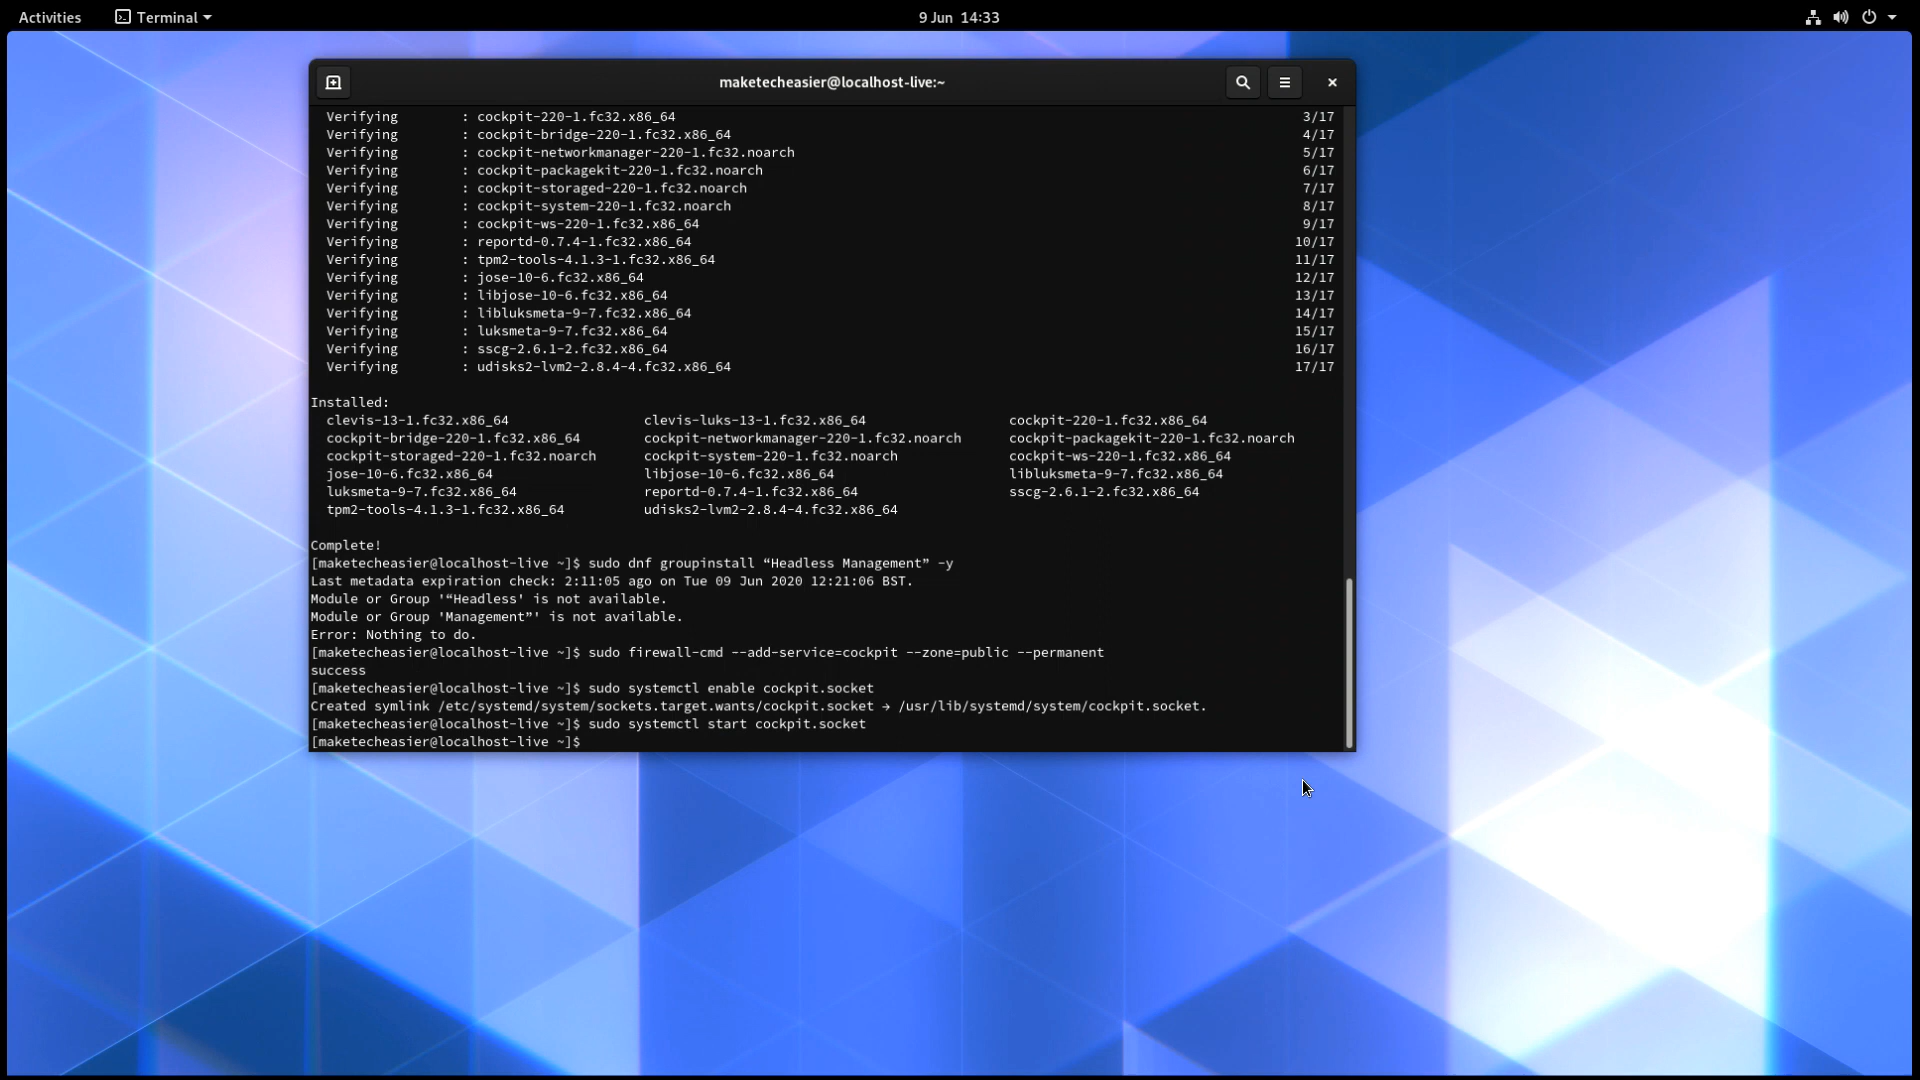 Activities Terminal 9 Jun 14:33
maketecheasier@localhost-live:~
Verifying : cockpit-220-1.fc32.x86_64 3/17
Verifying : cockpit-bridge-220-1.fc32.x86_64 4/17
Verifying : cockpit-networkmanager-220-1.fc32.noarch 5/17
Verifying : cockpit-packagekit-220-1.fc32.noarch 6/17
Verifying : cockpit-storaged-220-1.fc32.noarch 7/17
Verifying : cockpit-system-220-1.fc32.noarch 8/17
Verifying : cockpit-ws-220-1.fc32.x86_64 9/17
Verifying : reportd-0.7.4-1.fc32.x86_64 10/17
Verifying : tpm2-tools-4.1.3-1.fc32.x86_64 11/17
Verifying : jose-10-6.fc32.x86_64 12/17
Verifying : libjose-10-6.fc32.x86_64 13/17
Verifying : libluksmeta-9-7.fc32.x86_64 14/17
Verifying : luksmeta-9-7.fc32.x86_64 15/17
Verifying : sscg-2.6.1-2.fc32.x86_64 16/17
Verifying : udisks2-lvm2-2.8.4-4.fc32.x86_64 17/17
Installed:
clevis-13-1.fc32.x86_64 clevis-luks-13-1.fc32.x86_64 cockpit-220-1.fc32.x86_64
cockpit-bridge-220-1.fc32.x86_64 cockpit-networkmanager-220-1.fc32.noarch cockpit-packagekit-220-1.fc32.noarch
cockpit-storaged-220-1.fc32.noarch cockpit-system-220-1.fc32.noarch cockpit-ws-220-1.fc32.x86_64
jose-10-6.fc32.x86_64 libjose-10-6.fc32.x86_64 libluksmeta-9-7.fc32.x86_64
luksmeta-9-7.fc32.x86_64 reportd-0.7.4-1.fc32.x86_64 sscg-2.6.1-2.fc32.x86_64
tpm2-tools-4.1.3-1.fc32.x86_64 udisks2-lvm2-2.8.4-4.fc32.x86_64
Complete!
[maketecheasier@localhost-live ~]$ sudo dnf groupinstall “Headless Management” -y
Last metadata expiration check: 2:11:05 ago on Tue 09 Jun 2020 12:21:06 BST.
Module or Group '“Headless' is not available.
Module or Group 'Management”' is not available.
Error: Nothing to do.
[maketecheasier@localhost-live ~]$ sudo firewall-cmd --add-service=cockpit --zone=public --permanent
success
[maketecheasier@localhost-live ~]$ sudo systemctl enable cockpit.socket
Created symlink /etc/systemd/system/sockets.target.wants/cockpit.socket → /usr/lib/systemd/system/cockpit.socket.
[maketecheasier@localhost-live ~]$ sudo systemctl start cockpit.socket
[maketecheasier@localhost-live ~]$